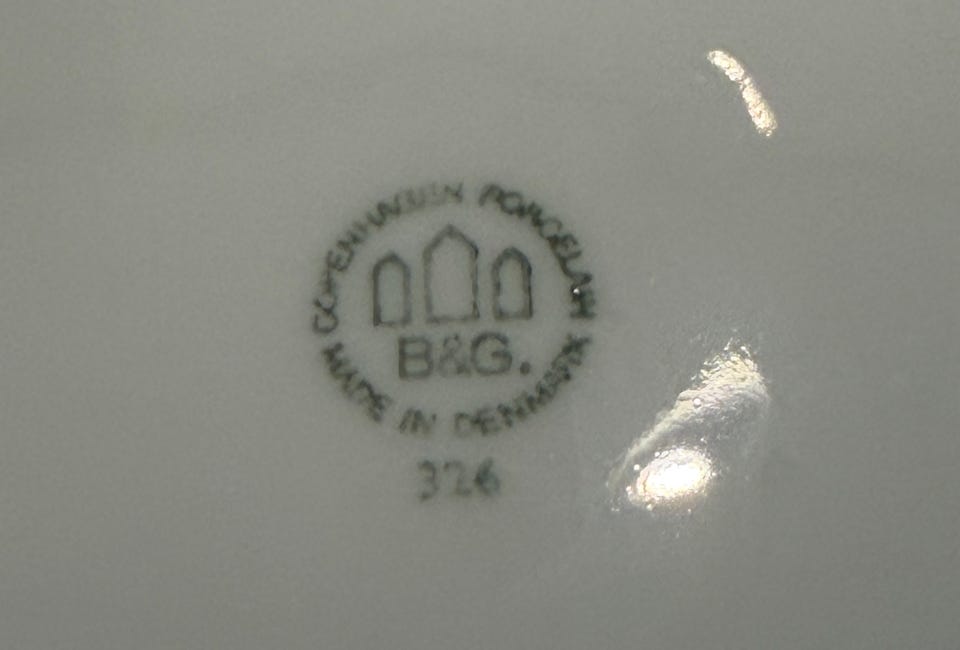 COPENHAGEN PORCELAIN
B&G.
MADE IN DENMARK
326